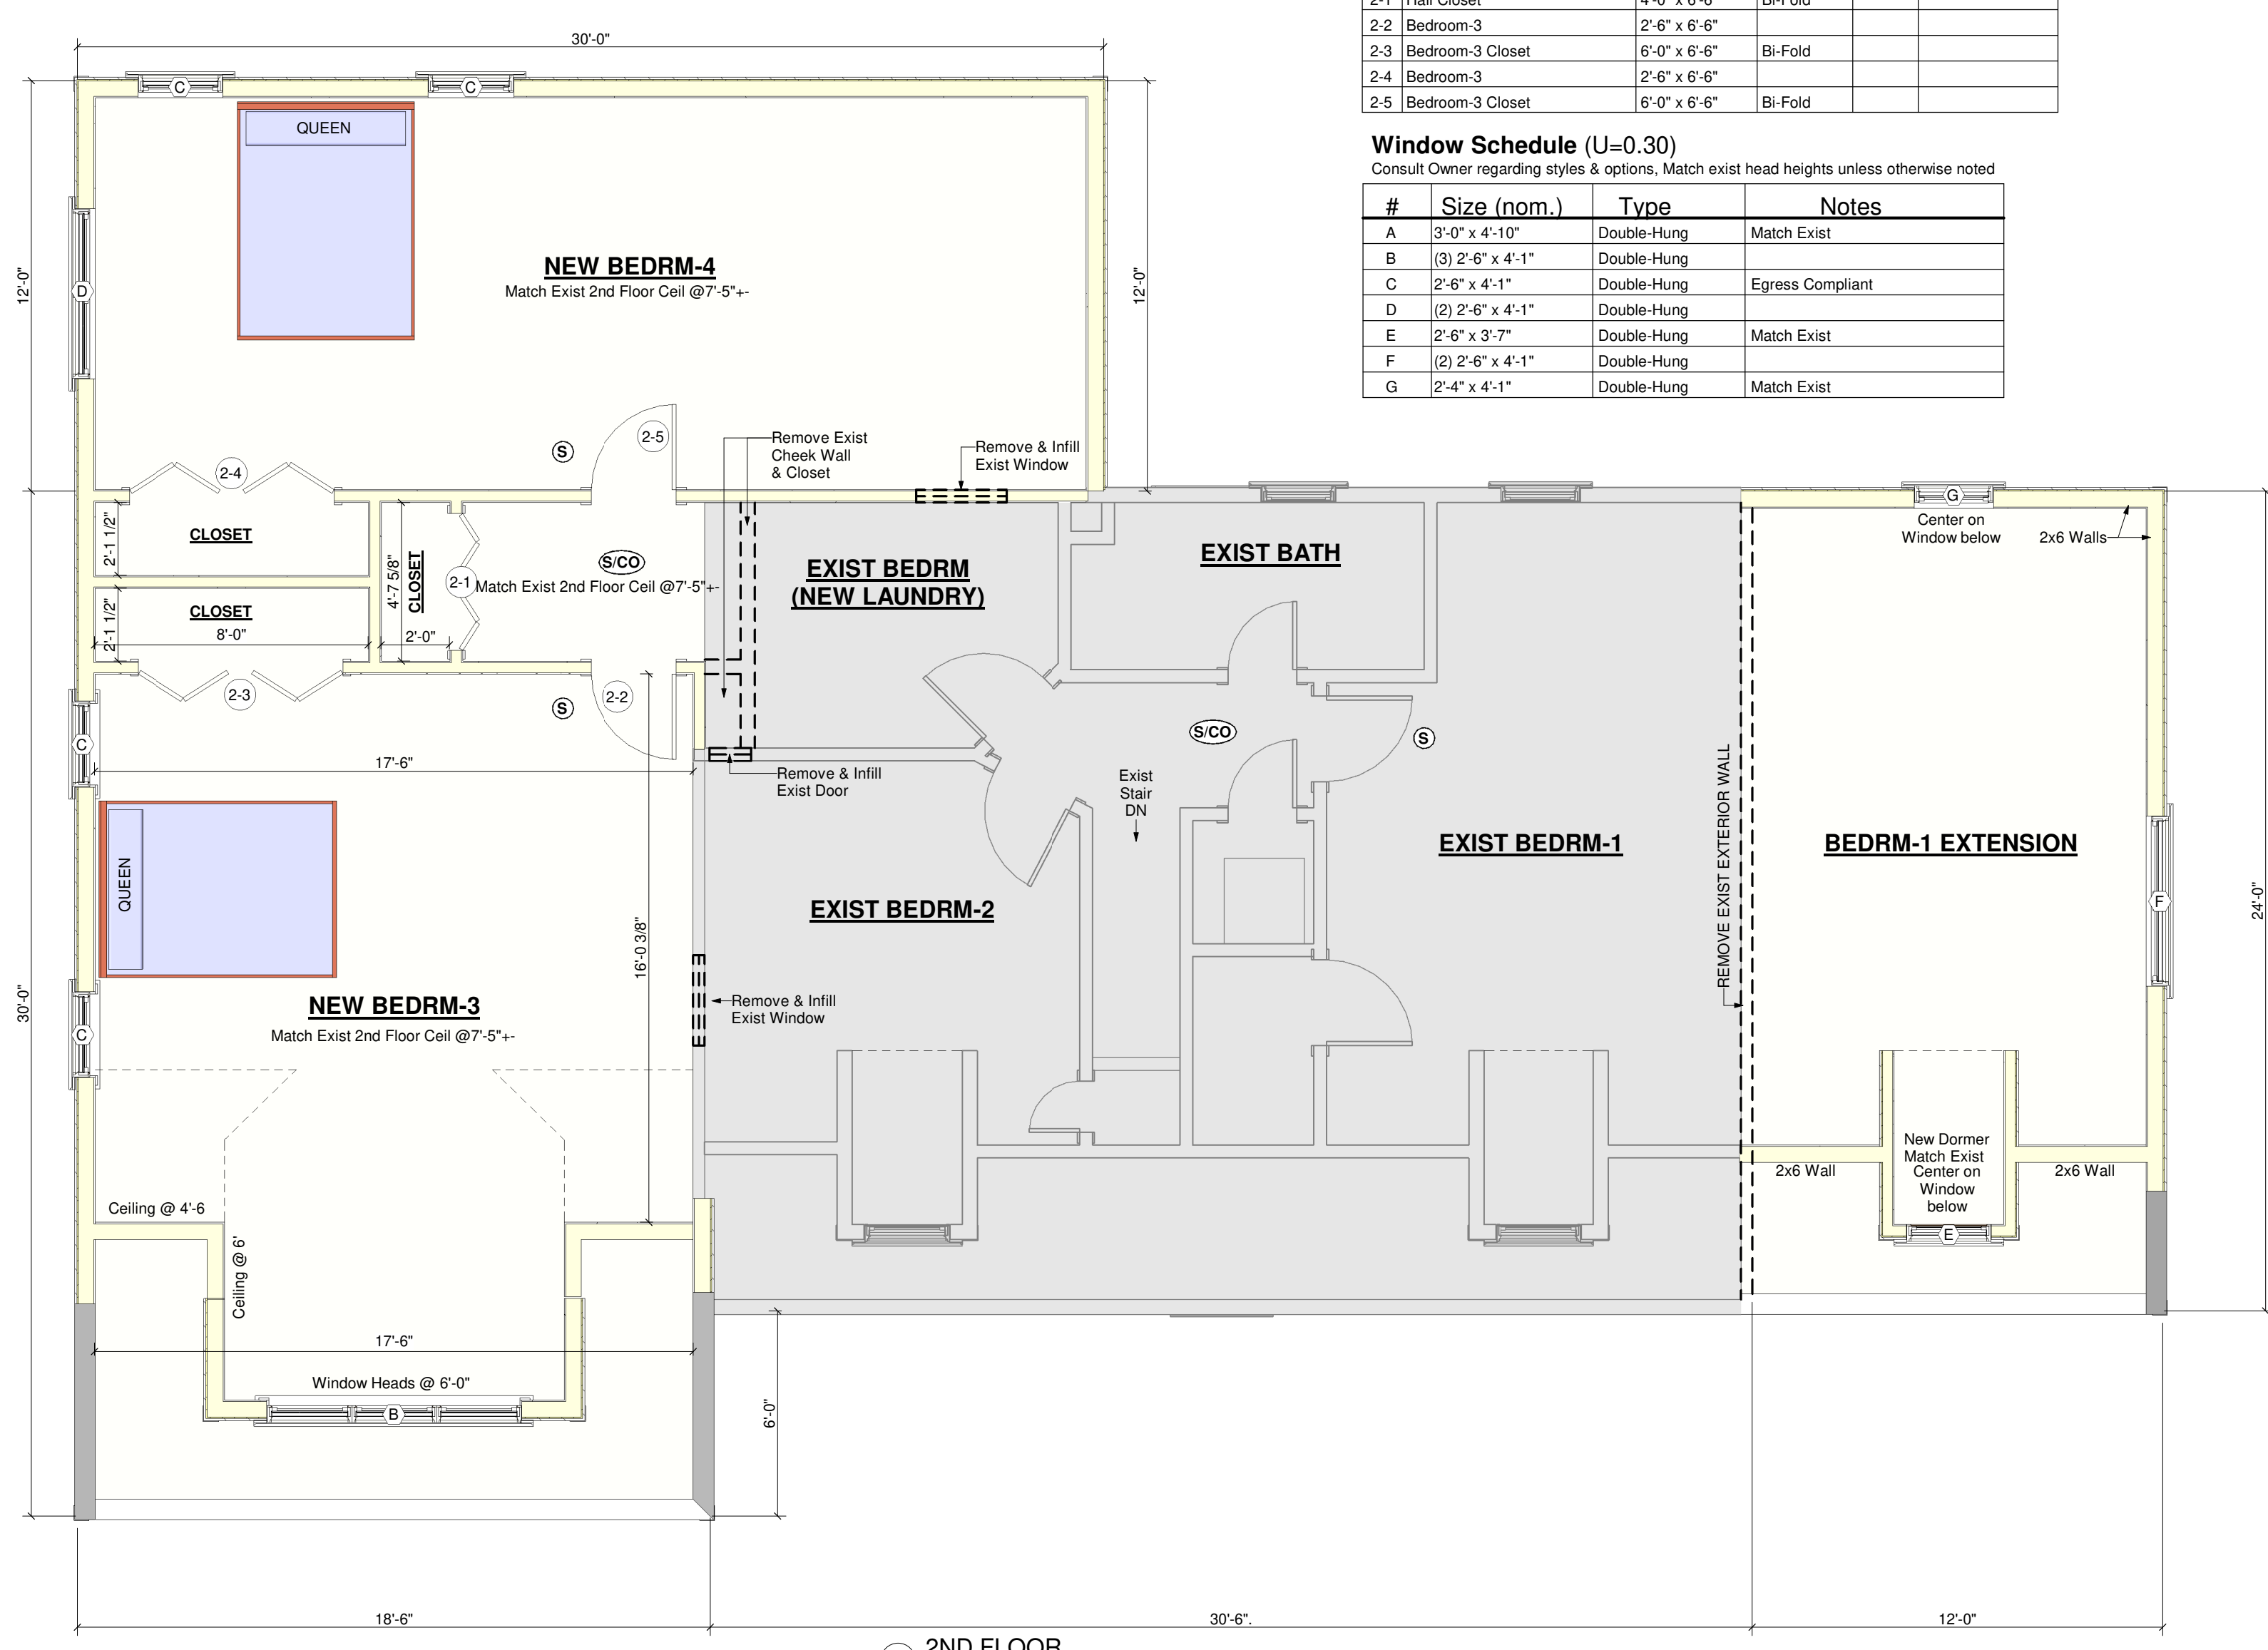 2-1 Hall Closet 4'-0" x 6'-6" Bi-Fold
2-2 Bedroom-3 2'-6" x 6'-6"
2-3 Bedroom-3 Closet 6'-0" x 6'-6" Bi-Fold
2-4 Bedroom-3 2'-6" x 6'-6"
2-5 Bedroom-3 Closet 6'-0" x 6'-6" Bi-Fold
Window Schedule (U=0.30)
Consult Owner regarding styles & options, Match exist head heights unless otherwise noted
# Size (nom.) Type Notes
A 3'-0" x 4'-10" Double-Hung Match Exist
B (3) 2'-6" x 4'-1" Double-Hung
C 2'-6" x 4'-1" Double-Hung Egress Compliant
D (2) 2'-6" x 4'-1" Double-Hung
E 2'-6" x 3'-7" Double-Hung Match Exist
F (2) 2'-6" x 4'-1" Double-Hung
G 2'-4" x 4'-1" Double-Hung Match Exist
30'-0"
C
C
QUEEN
12'-0"
D
NEW BEDRM-4
Match Exist 2nd Floor Ceil @7'-5"+-
12'-0"
S
2-5
2-4
Remove Exist
Cheek Wall
& Closet
Remove & Infill
Exist Window
2'-1 1/2"
CLOSET
CLOSET
2'-1 1/2"
8'-0"
4'-7 5/8"
CLOSET
2'-0"
2-1
S/CO
Match Exist 2nd Floor Ceil @7'-5"+-
EXIST BEDRM
(NEW LAUNDRY)
EXIST BATH
G
Center on
Window below
2x6 Walls
2-3
S
2-2
C
17'-6"
Remove & Infill
Exist Door
S/CO
S
Exist
Stair
DN
REMOVE EXIST EXTERIOR WALL
EXIST BEDRM-1
BEDRM-1 EXTENSION
F
24'-0"
QUEEN
EXIST BEDRM-2
16'-0 3/8"
30'-0"
C
NEW BEDRM-3
Match Exist 2nd Floor Ceil @7'-5"+-
Remove & Infill
Exist Window
New Dormer
Match Exist
Center on
Window
below
2x6 Wall
2x6 Wall
E
Ceiling @ 4'-6
Ceiling @ 6'
17'-6"
Window Heads @ 6'-0"
B
6'-0"
18'-6"
30'-6".
12'-0"
2ND FLOOR